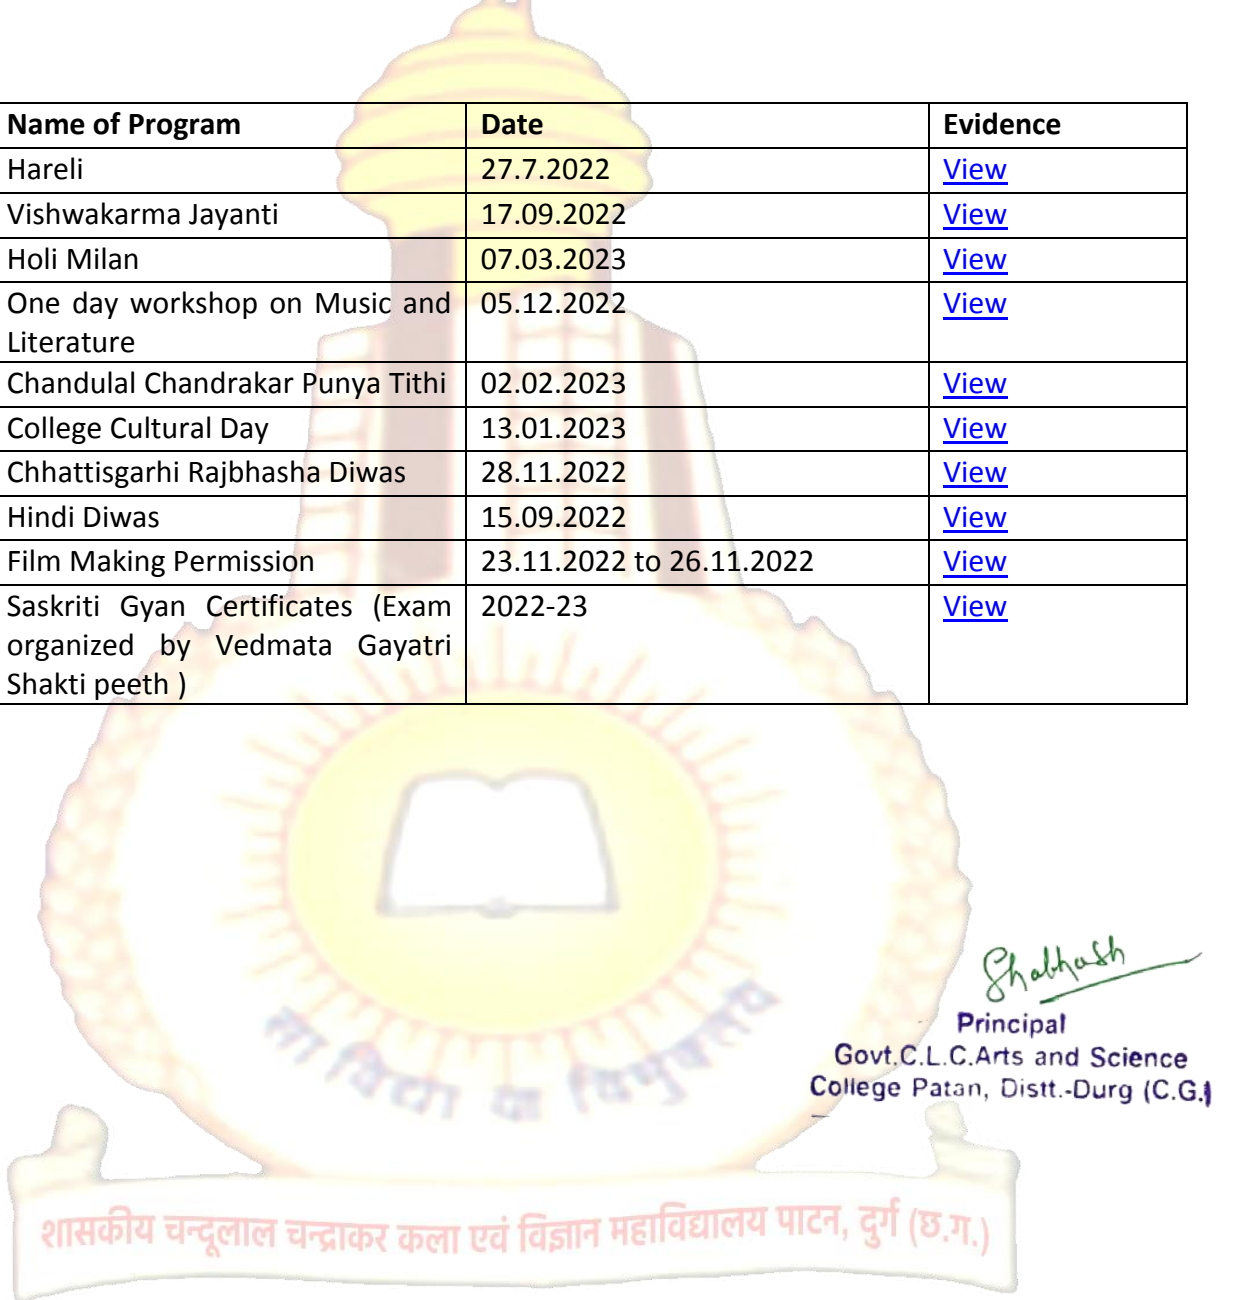 Name of Program Date Evidence
Hareli 27.7.2022 View
Vishwakarma Jayanti 17.09.2022 View
Holi Milan 07.03.2023 View
One day workshop on Music and 05.12.2022 View
Literature
Chandulal Chandrakar Punya Tithi 02.02.2023 View
College Cultural Day 13.01.2023 View
Chhattisgarhi Rajbhasha Diwas 28.11.2022 View
Hindi Diwas 15.09.2022 View
Film Making Permission 23.11.2022 to 26.11.2022 View
Saskriti Gyan Certificates (Exam 2022-23 View
organized by Vedmata Gayatri
Shakti peeth )
Principal
Govt.C.L.C.Arts and Science
College Patan, Distt.-Durg (C.G.)
सा विद्या या विमुक्तये
शासकीय चन्दूलाल चन्द्राकर कला एवं विज्ञान महाविद्यालय पाटन, दुर्ग (छ.ग.)